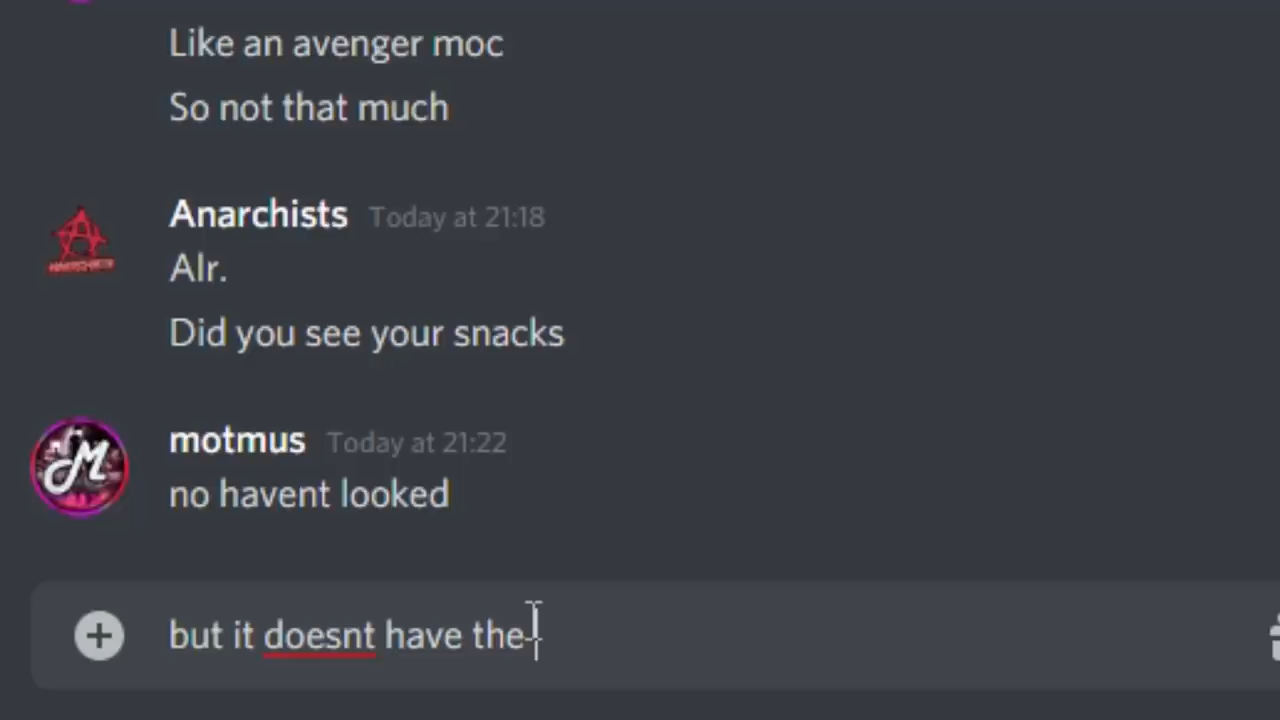 Like an avenger moc
So not that much
Anarchists Today at 21:18
Alr.
Did you see your snacks
motmus Today at 21:22
no havent looked
but it doesnt have the